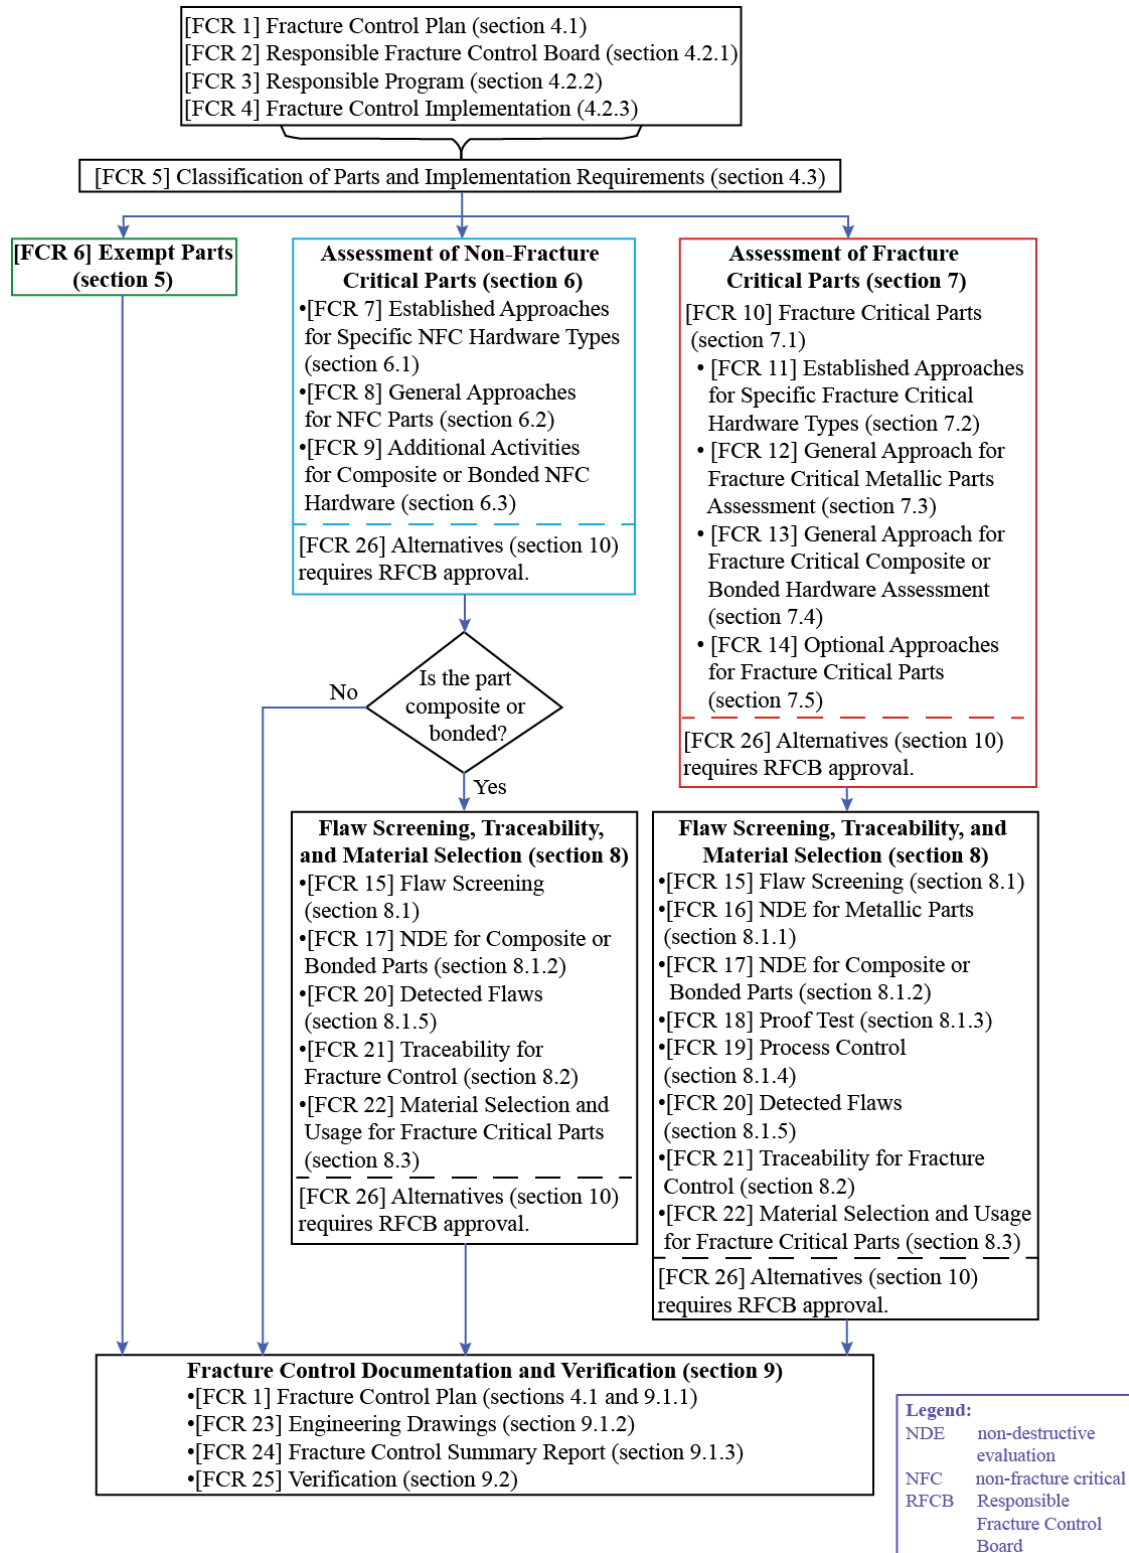 [FCR 1] Fracture Control Plan (section 4.1)
[FCR 2] Responsible Fracture Control Board (section 4.2.1)
[FCR 3] Responsible Program (section 4.2.2)
[FCR 4] Fracture Control Implementation (4.2.3)
[FCR 5] Classification of Parts and Implementation Requirements (section 4.3)
[FCR 6] Exempt Parts
(section 5)
Assessment of Non-Fracture
Critical Parts (section 6)
•[FCR 7] Established Approaches
for Specific NFC Hardware Types
(section 6.1)
•[FCR 8] General Approaches
for NFC Parts (section 6.2)
•[FCR 9] Additional Activities
for Composite or Bonded NFC
Hardware (section 6.3)
[FCR 26] Alternatives (section 10)
requires RFCB approval.
Assessment of Fracture
Critical Parts (section 7)
[FCR 10] Fracture Critical Parts
(section 7.1)
• [FCR 11] Established Approaches
for Specific Fracture Critical
Hardware Types (section 7.2)
• [FCR 12] General Approach for
Fracture Critical Metallic Parts
Assessment (section 7.3)
• [FCR 13] General Approach for
Fracture Critical Composite or
Bonded Hardware Assessment
(section 7.4)
• [FCR 14] Optional Approaches
for Fracture Critical Parts
(section 7.5)
[FCR 26] Alternatives (section 10)
requires RFCB approval.
No
Is the part
composite or
bonded?
Yes
Flaw Screening, Traceability,
and Material Selection (section 8)
•[FCR 15] Flaw Screening
(section 8.1)
•[FCR 17] NDE for Composite or
Bonded Parts (section 8.1.2)
•[FCR 20] Detected Flaws
(section 8.1.5)
•[FCR 21] Traceability for
Fracture Control (section 8.2)
•[FCR 22] Material Selection and
Usage for Fracture Critical Parts
(section 8.3)
[FCR 26] Alternatives (section 10)
requires RFCB approval.
Flaw Screening, Traceability, and
Material Selection (section 8)
•[FCR 15] Flaw Screening (section 8.1)
•[FCR 16] NDE for Metallic Parts
(section 8.1.1)
•[FCR 17] NDE for Composite or
Bonded Parts (section 8.1.2)
•[FCR 18] Proof Test (section 8.1.3)
•[FCR 19] Process Control
(section 8.1.4)
•[FCR 20] Detected Flaws
(section 8.1.5)
•[FCR 21] Traceability for Fracture
Control (section 8.2)
•[FCR 22] Material Selection and Usage
for Fracture Critical Parts (section 8.3)
[FCR 26] Alternatives (section 10)
requires RFCB approval.
Fracture Control Documentation and Verification (section 9)
•[FCR 1] Fracture Control Plan (sections 4.1 and 9.1.1)
•[FCR 23] Engineering Drawings (section 9.1.2)
•[FCR 24] Fracture Control Summary Report (section 9.1.3)
•[FCR 25] Verification (section 9.2)
Legend:
NDE non-destructive
evaluation
NFC non-fracture critical
RFCB Responsible
Fracture Control
Board